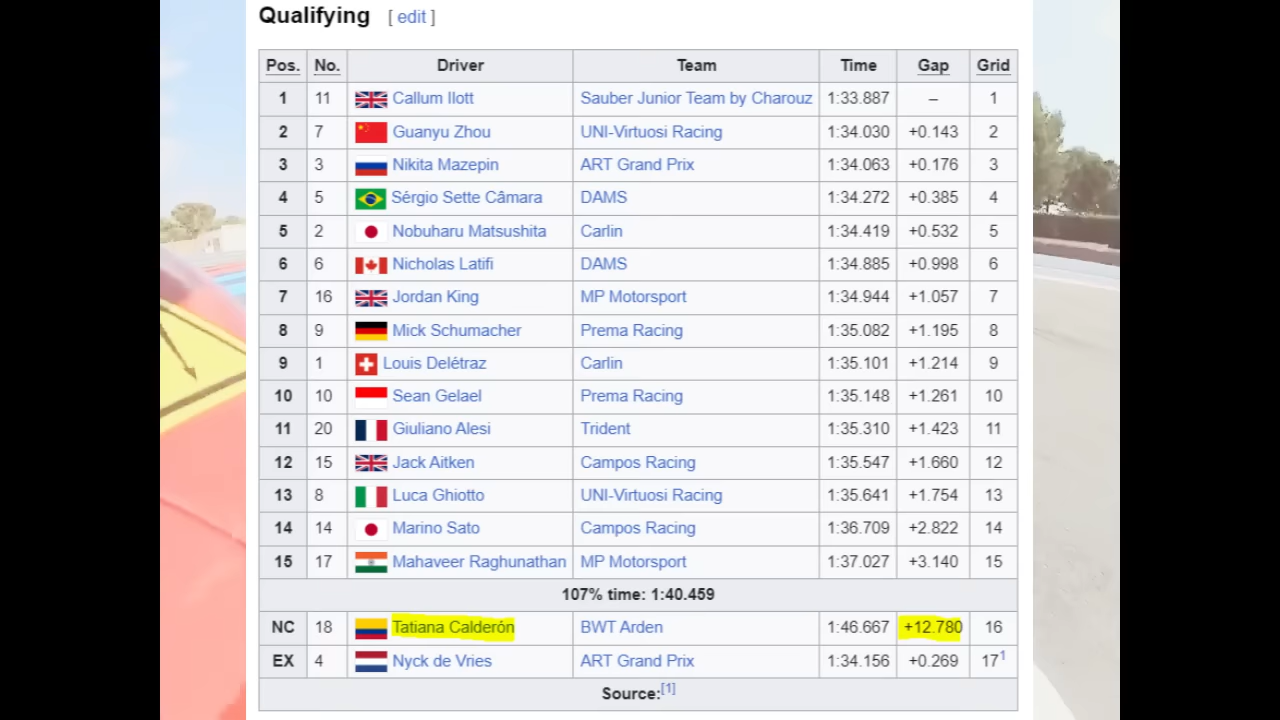 Qualifying [ edit ]
Pos. No. Driver Team Time Gap Grid
1 11 Callum Ilott Sauber Junior Team by Charouz 1:33.887 – 1
2 7 Guanyu Zhou UNI-Virtuosi Racing 1:34.030 +0.143 2
3 3 Nikita Mazepin ART Grand Prix 1:34.063 +0.176 3
4 5 Sérgio Sette Câmara DAMS 1:34.272 +0.385 4
5 2 Nobuharu Matsushita Carlin 1:34.419 +0.532 5
6 6 Nicholas Latifi DAMS 1:34.885 +0.998 6
7 16 Jordan King MP Motorsport 1:34.944 +1.057 7
8 9 Mick Schumacher Prema Racing 1:35.082 +1.195 8
9 1 Louis Delétraz Carlin 1:35.101 +1.214 9
10 10 Sean Gelael Prema Racing 1:35.148 +1.261 10
11 20 Giuliano Alesi Trident 1:35.310 +1.423 11
12 15 Jack Aitken Campos Racing 1:35.547 +1.660 12
13 8 Luca Ghiotto UNI-Virtuosi Racing 1:35.641 +1.754 13
14 14 Marino Sato Campos Racing 1:36.709 +2.822 14
15 17 Mahaveer Raghunathan MP Motorsport 1:37.027 +3.140 15
107% time: 1:40.459
NC 18 Tatiana Calderón BWT Arden 1:46.667 +12.780 16
EX 4 Nyck de Vries ART Grand Prix 1:34.156 +0.269 17¹
Source:[1]